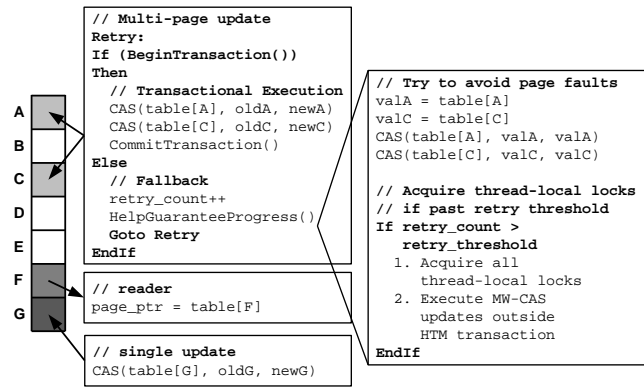 A
B
C
D
E
F
G
// Multi-page update
Retry:
If (BeginTransaction())
Then
// Transactional Execution
CAS(table[A], oldA, newA)
CAS(table[C], oldC, newC)
CommitTransaction()
Else
// Fallback
retry_count++
HelpGuaranteeProgress()
Goto Retry
EndIf
// reader
page_ptr = table[F]
// single update
CAS(table[G], oldG, newG)
// Try to avoid page faults
valA = table[A]
valC = table[C]
CAS(table[A], valA, valA)
CAS(table[C], valC, valC)
// Acquire thread-local locks
// if past retry threshold
If retry_count >
retry_threshold
1. Acquire all
thread-local locks
2. Execute MW-CAS
updates outside
HTM transaction
EndIf